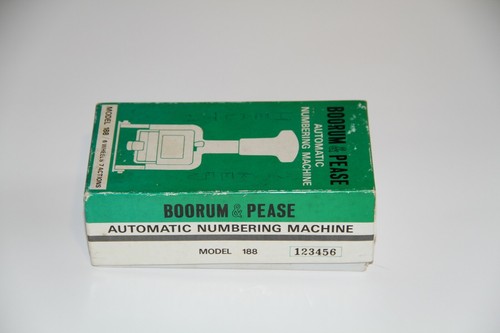 BOORUM & PEASE
AUTOMATIC
NUMBERING MACHINE
MODEL 188 6 WHEELS 7 ACTIONS
BOORUM & PEASE
AUTOMATIC NUMBERING MACHINE
MODEL 188 123456